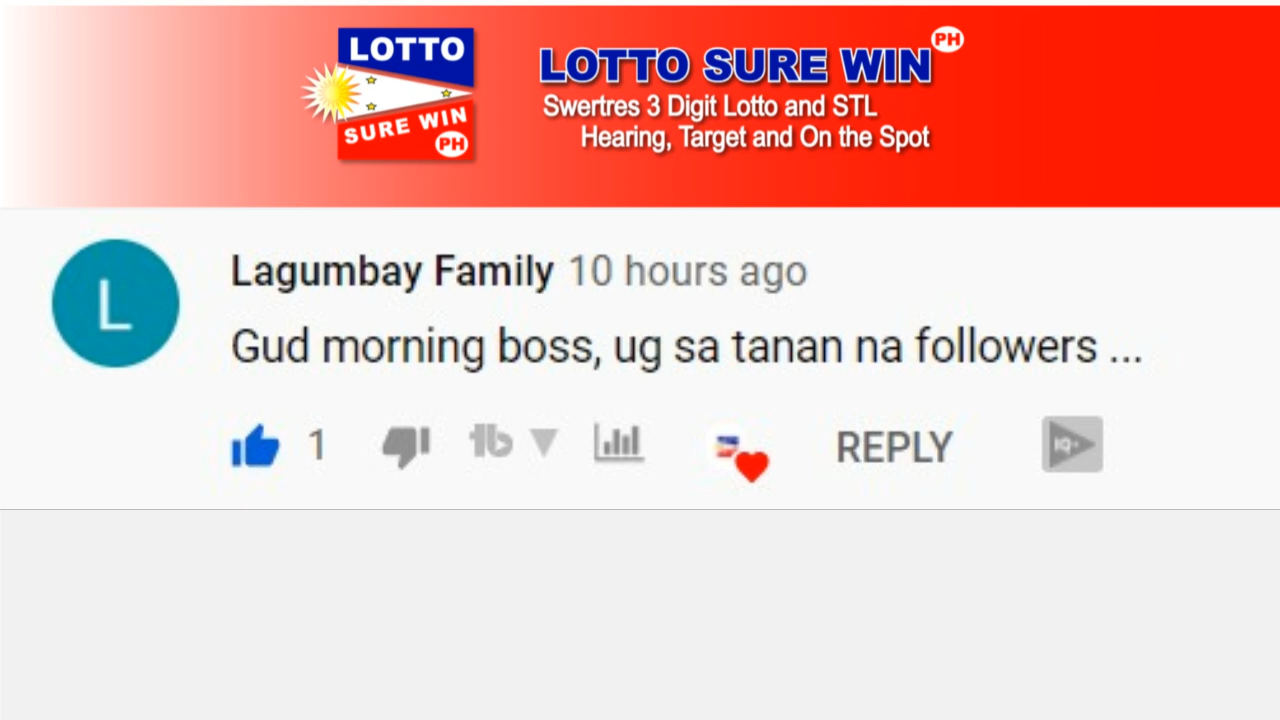 LOTTO
SURE WIN
PH
LOTTO SURE WIN PH
Swertres 3 Digit Lotto and STL
Hearing, Target and On the Spot
L
Lagumbay Family 10 hours ago
Gud morning boss, ug sa tanan na followers ...
1
REPLY
IQ+